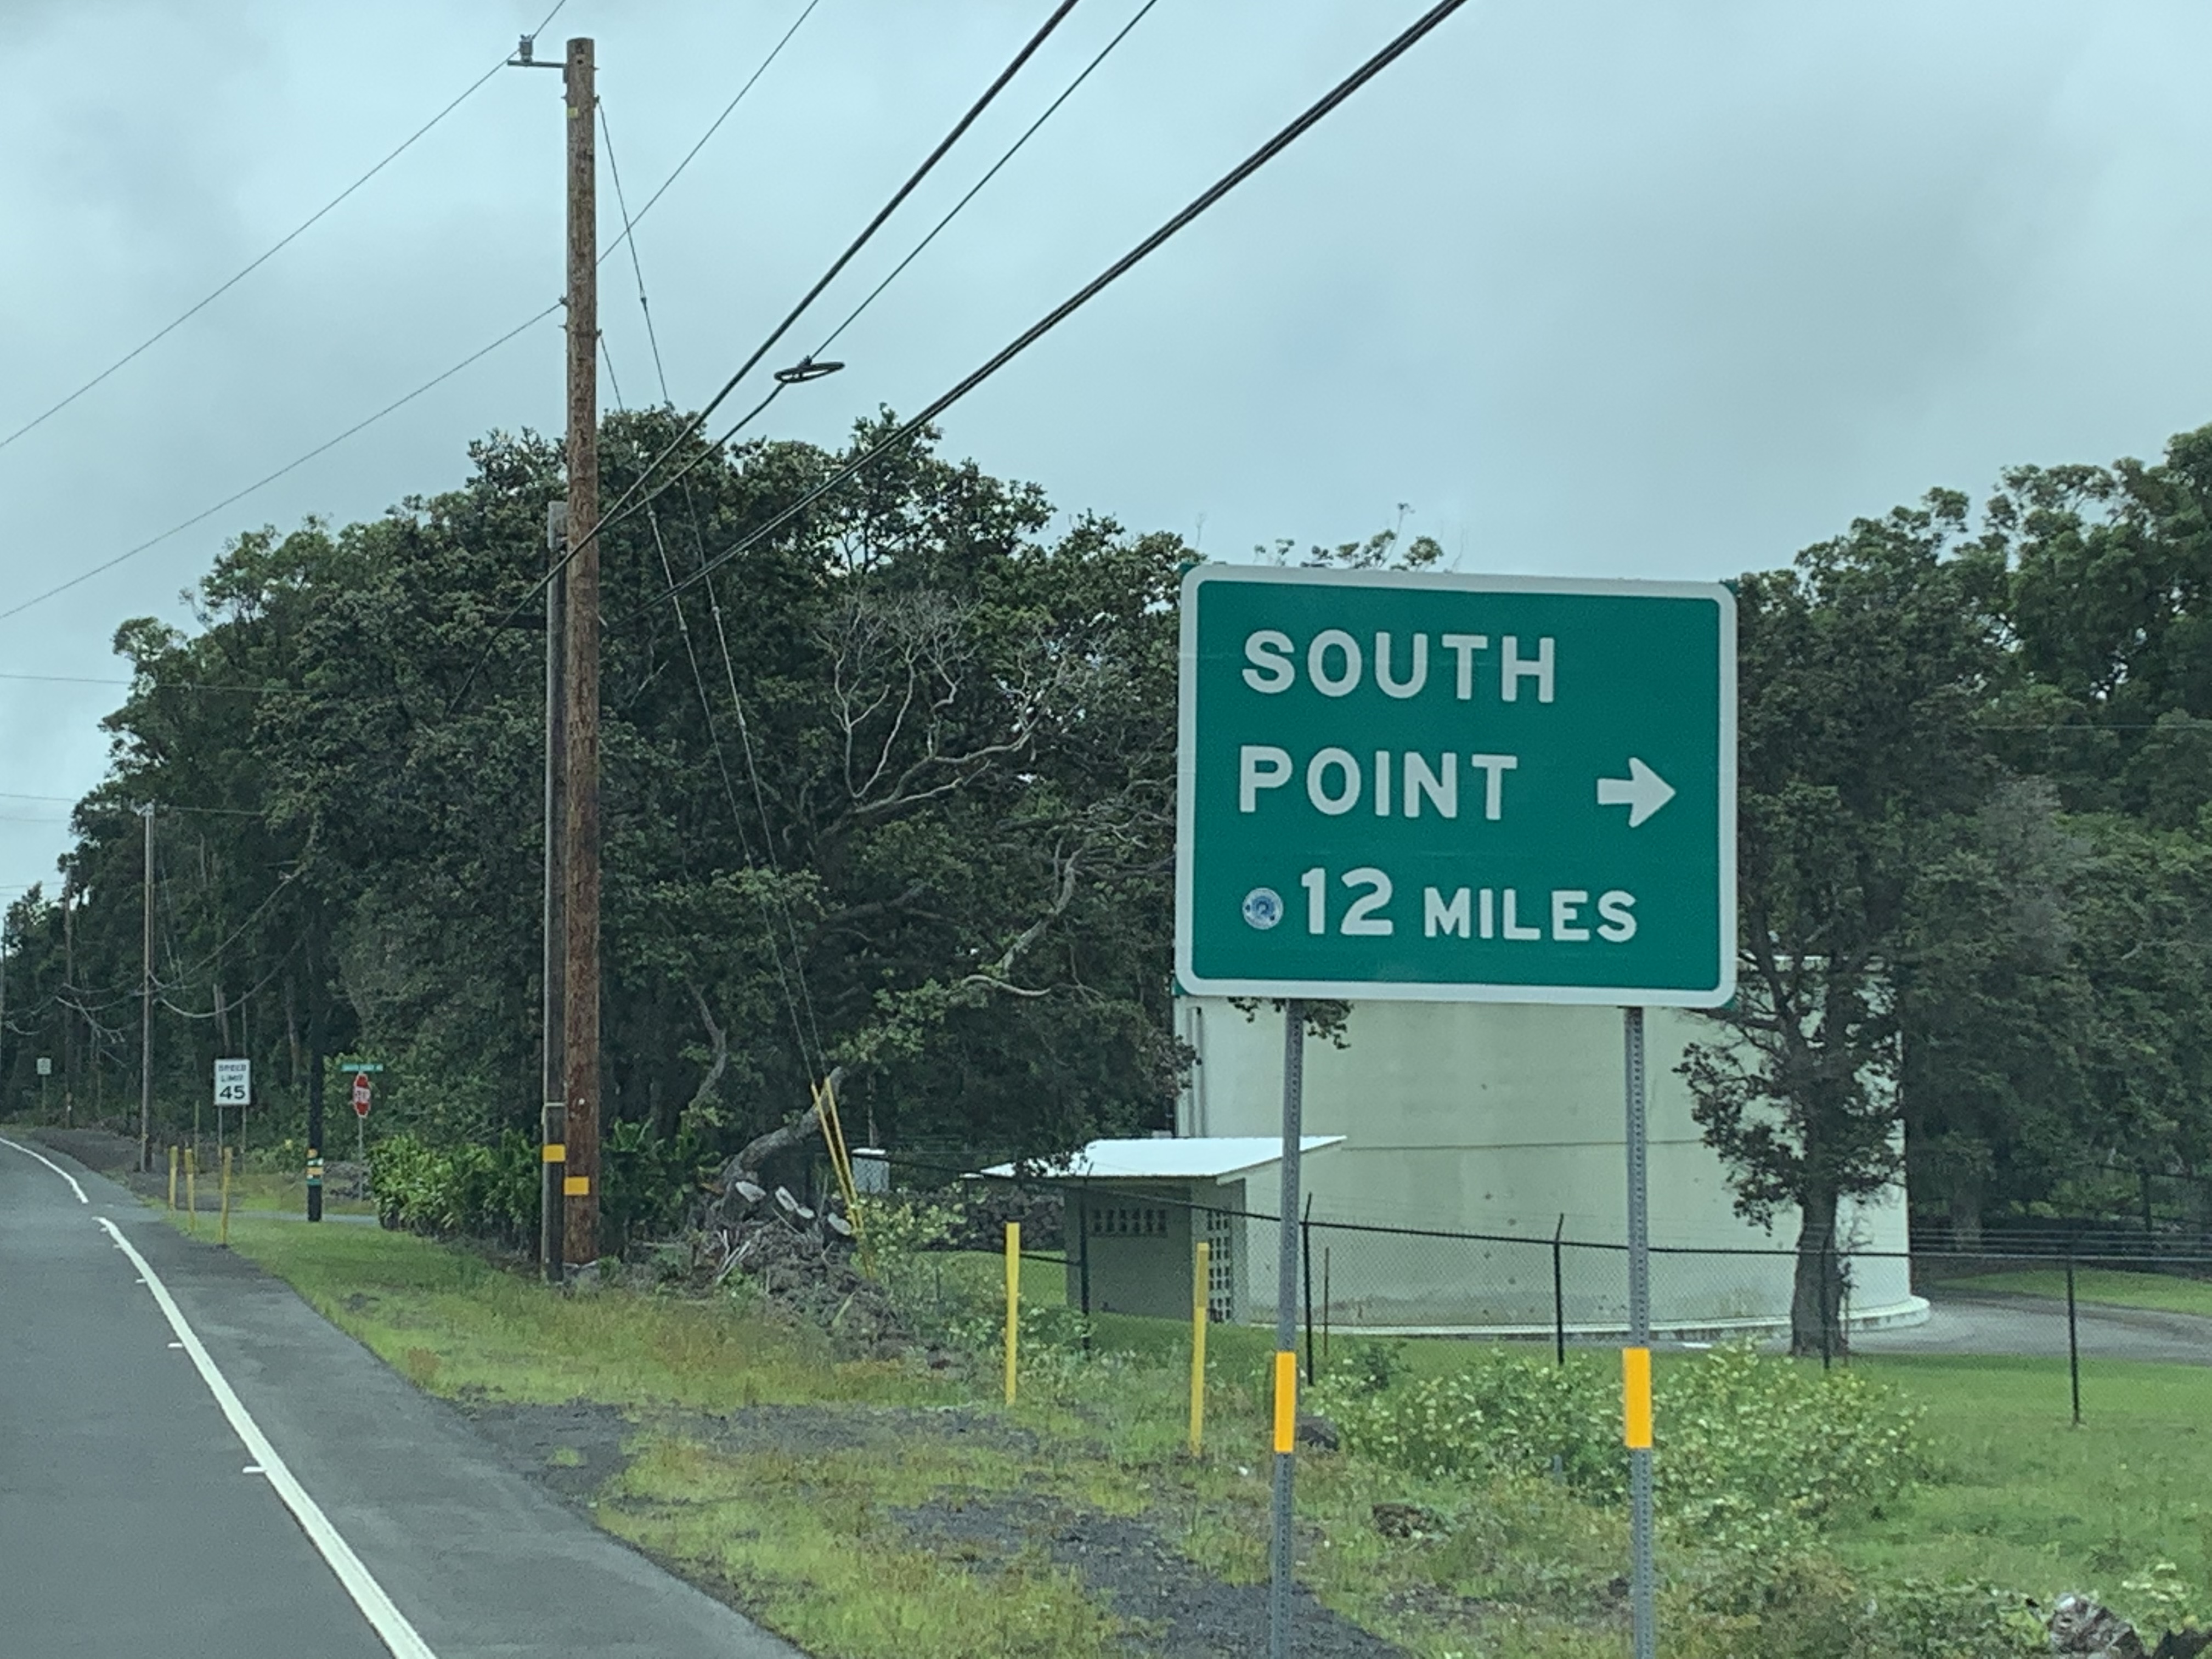 SOUTH
POINT
12 MILES
SPEED
LIMIT
45
STOP